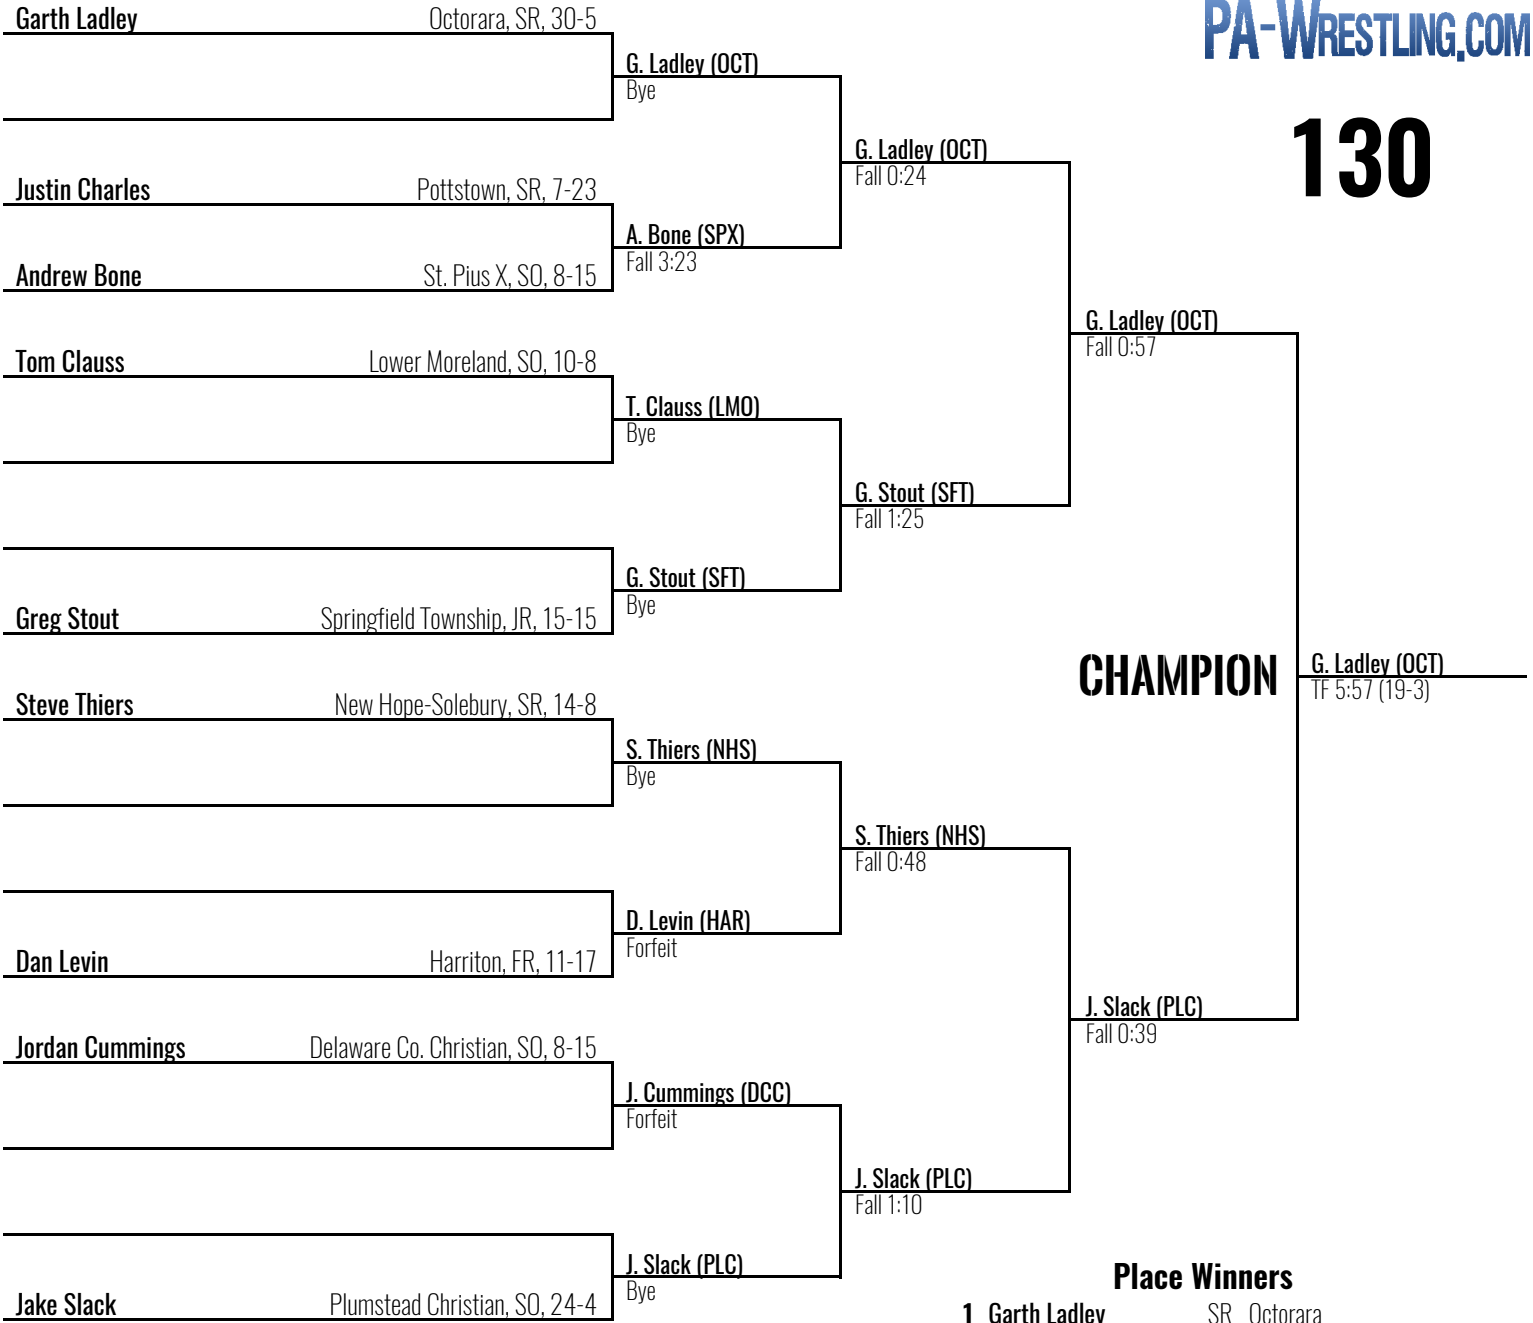 PA-WRESTLING.COM
130
Garth Ladley Octorara, SR, 30-5
G. Ladley (OCT)
Bye
G. Ladley (OCT)
Fall 0:24
Justin Charles Pottstown, SR, 7-23
A. Bone (SPX)
Fall 3:23
Andrew Bone St. Pius X, SO, 8-15
G. Ladley (OCT)
Fall 0:57
Tom Clauss Lower Moreland, SO, 10-8
T. Clauss (LMO)
Bye
G. Stout (SFT)
Fall 1:25
G. Stout (SFT)
Bye
Greg Stout Springfield Township, JR, 15-15
CHAMPION
G. Ladley (OCT)
TF 5:57 (19-3)
Steve Thiers New Hope-Solebury, SR, 14-8
S. Thiers (NHS)
Bye
S. Thiers (NHS)
Fall 0:48
D. Levin (HAR)
Forfeit
Dan Levin Harriton, FR, 11-17
J. Slack (PLC)
Fall 0:39
Jordan Cummings Delaware Co. Christian, SO, 8-15
J. Cummings (DCC)
Forfeit
J. Slack (PLC)
Fall 1:10
J. Slack (PLC)
Bye
Jake Slack Plumstead Christian, SO, 24-4
Place Winners
1 Garth Ladley SR Octorara